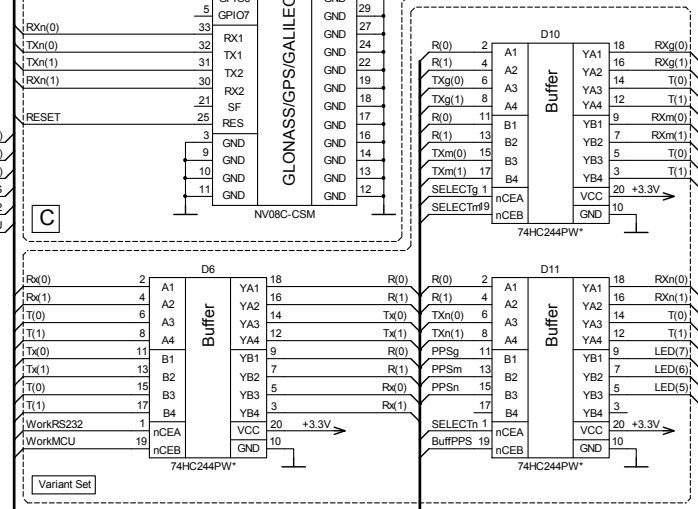 GPIO7 5
RXn(0) 33 RX1
TXn(0) 32 TX1
TXn(1) 31 TX2
RXn(1) 30 RX2
21 SF
RESET 25 RES
3 GND
9 GND
10 GND
11 GND
GLONASS/GPS/GALILEO
GND 29
GND 27
GND 24
GND 22
GND 19
GND 18
GND 17
GND 16
GND 14
GND 13
GND 12
NV08C-CSM
C
D10
Buffer
R(0) 2 A1 YA1 18 RXg(0)
R(1) 4 A2 YA2 16 RXg(1)
TXg(0) 6 A3 YA3 14 T(0)
TXg(1) 8 A4 YA4 12 T(1)
R(0) 11 B1 YB1 9 RXm(0)
R(1) 13 B2 YB2 7 RXm(1)
TXm(0) 15 B3 YB3 5 T(0)
TXm(1) 17 B4 YB4 3 T(1)
SELECTg 1 nCEA VCC 20 +3.3V
SELECTm 19 nCEB GND 10
74HC244PW*
D6
Buffer
Rx(0) 2 A1 YA1 18 R(0)
Rx(1) 4 A2 YA2 16 R(1)
T(0) 6 A3 YA3 14 Tx(0)
T(1) 8 A4 YA4 12 Tx(1)
Tx(0) 11 B1 YB1 9 R(0)
Tx(1) 13 B2 YB2 7 R(1)
T(0) 15 B3 YB3 5 Rx(0)
T(1) 17 B4 YB4 3 Rx(1)
WorkRS232 1 nCEA VCC 20 +3.3V
WorkMCU 19 nCEB GND 10
74HC244PW*
D11
Buffer
R(0) 2 A1 YA1 18 RXn(0)
R(1) 4 A2 YA2 16 RXn(1)
TXn(0) 6 A3 YA3 14 T(0)
TXn(1) 8 A4 YA4 12 T(1)
PPSg 11 B1 YB1 9 LED(7)
PPSm 13 B2 YB2 7 LED(6)
PPSn 15 B3 YB3 5 LED(5)
17 B4 YB4 3
SELECTn 1 nCEA VCC 20 +3.3V
BuffPPS 19 nCEB GND 10
74HC244PW*
Variant Set